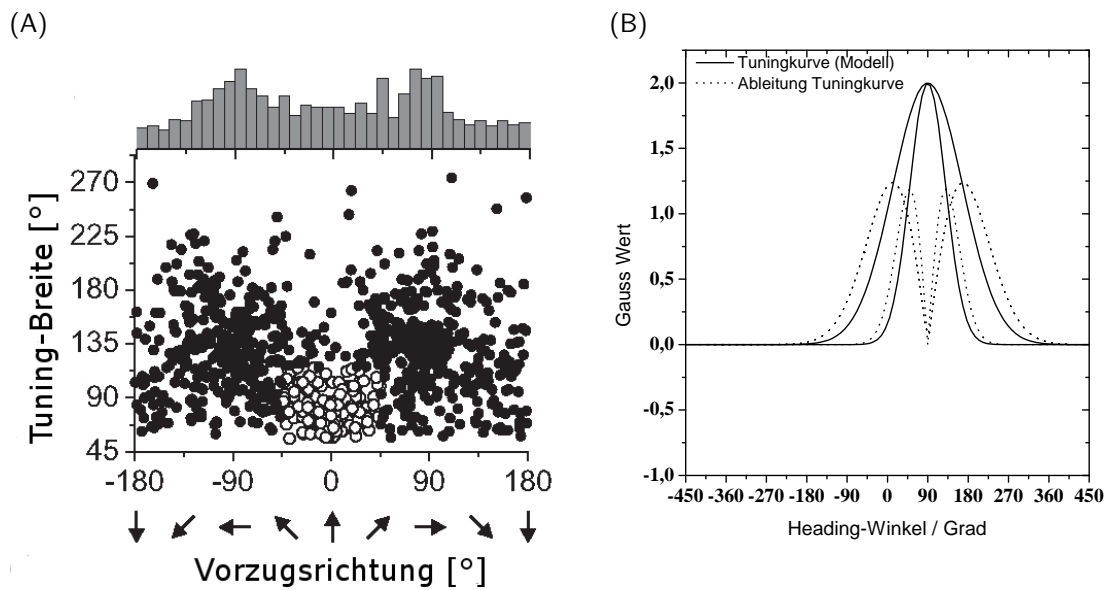 (A)
(B)
Tuning-Breite [°]
270
225
180
135
90
45
-180 -90 0 90 180
Vorzugsrichtung [°]
Tuningkurve (Modell)
Ableitung Tuningkurve
Gauss Wert
2,0
1,5
1,0
0,5
0,0
-0,5
-1,0
-450 -360 -270 -180 -90 0 90 180 270 360 450
Heading-Winkel / Grad